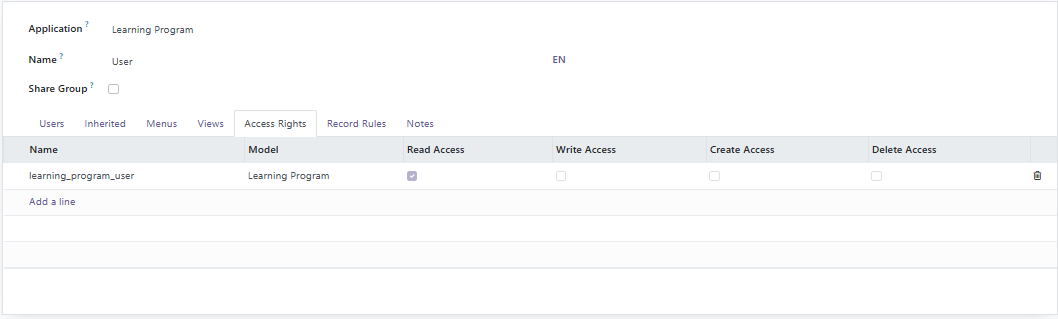 Application ? Learning Program
Name ? User EN
Share Group ?
Users Inherited Menus Views Access Rights Record Rules Notes
Name Model Read Access Write Access Create Access Delete Access
learning_program_user Learning Program
Add a line